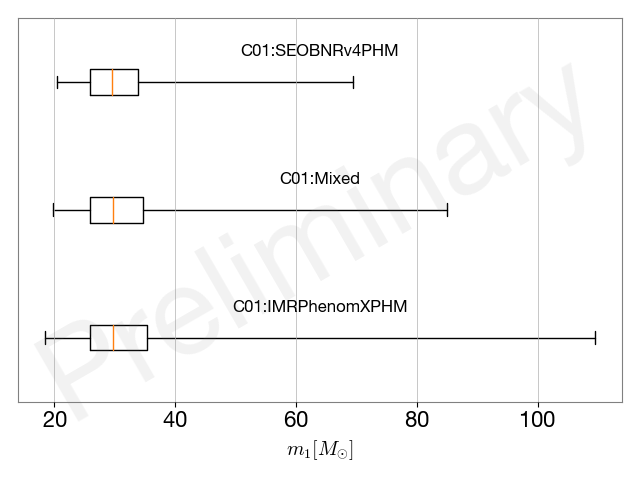 C01:SEOBNRv4PHM
C01:Mixed
C01:IMRPhenomXPHM
Preliminary
20 40 60 80 100
m₁[M☉]